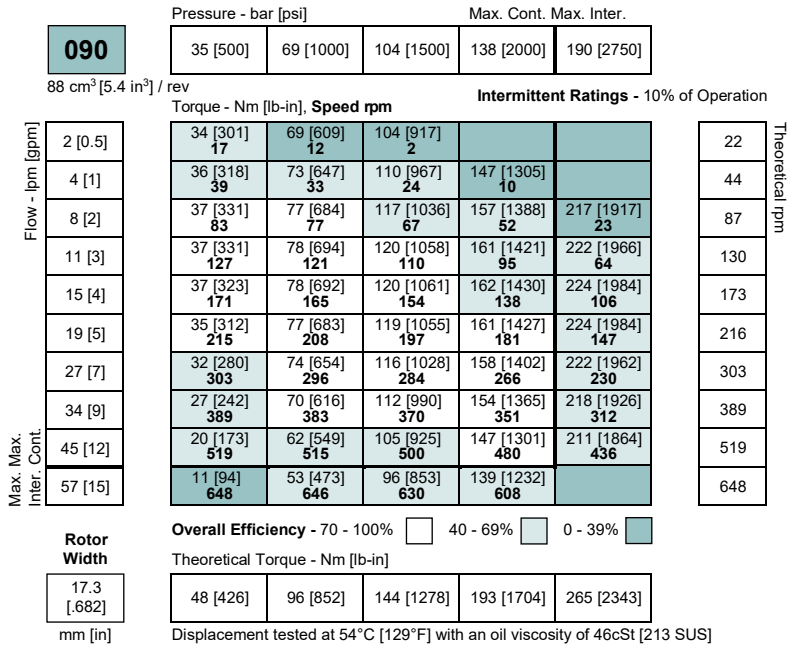 Pressure - bar [psi] Max. Cont. Max. Inter.
090 35 [500] 69 [1000] 104 [1500] 138 [2000] 190 [2750]
88 cm³ [5.4 in³] / rev
Intermittent Ratings - 10% of Operation
Torque - Nm [lb-in], Speed rpm
Flow - lpm [gpm]
Theoretical rpm
2 [0.5] 34 [301] 69 [609] 104 [917] 22
17 12 2
4 [1] 36 [318] 73 [647] 110 [967] 147 [1305] 44
39 33 24 10
8 [2] 37 [331] 77 [684] 117 [1036] 157 [1388] 217 [1917] 87
83 77 67 52 23
11 [3] 37 [331] 78 [694] 120 [1058] 161 [1421] 222 [1966] 130
127 121 110 95 64
15 [4] 37 [323] 78 [692] 120 [1061] 162 [1430] 224 [1984] 173
171 165 154 138 106
19 [5] 35 [312] 77 [683] 119 [1055] 161 [1427] 224 [1984] 216
215 208 197 181 147
27 [7] 32 [280] 74 [654] 116 [1028] 158 [1402] 222 [1962] 303
303 296 284 266 230
34 [9] 27 [242] 70 [616] 112 [990] 154 [1365] 218 [1926] 389
389 383 370 351 312
Max. Cont.
45 [12] 20 [173] 62 [549] 105 [925] 147 [1301] 211 [1864] 519
519 515 500 480 436
Max. Inter.
57 [15] 11 [94] 53 [473] 96 [853] 139 [1232] 648
648 646 630 608
Overall Efficiency - 70 - 100% 40 - 69% 0 - 39%
Rotor
Width
Theoretical Torque - Nm [lb-in]
17.3
[.682]
48 [426] 96 [852] 144 [1278] 193 [1704] 265 [2343]
mm [in] Displacement tested at 54°C [129°F] with an oil viscosity of 46cSt [213 SUS]